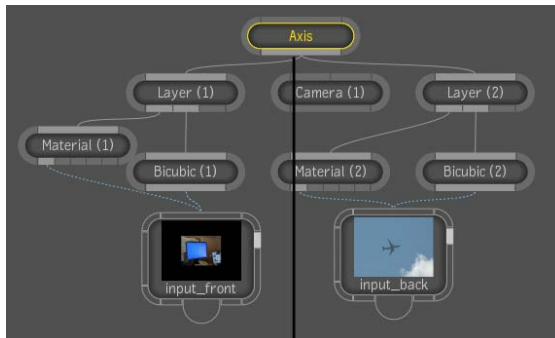 Axis
Layer (1)
Camera (1)
Layer (2)
Material (1)
Bicubic (1)
Material (2)
Bicubic (2)
input_front
input_back